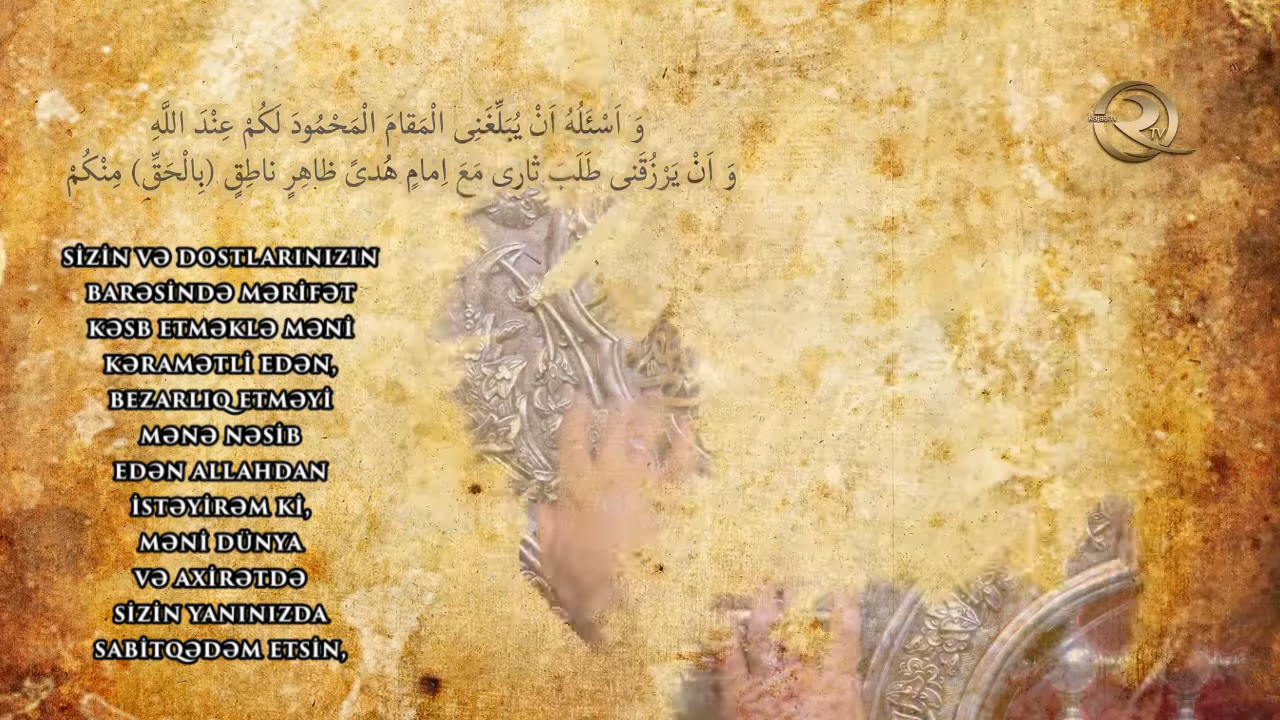 وَ اَسْئَلُهُ اَنْ يُبَلِّغَنِى الْمَقامَ الْمَحْمُودَ لَكُمْ عِنْدَ اللَّهِ
وَ اَنْ يَرْزُقَنى طَلَبَ ثارى مَعَ اِمامٍ هُدىً ظاهِرٍ ناطِقٍ (بِالْحَقِّ) مِنْكُمْ
SİZİN VƏ DOSTLARINIZIN
BARƏSİNDƏ MƏRİFƏT
KƏSB ETMƏKLƏ MƏNİ
KƏRAMƏTLİ EDƏN,
BEZARLIQ ETMƏYİ
MƏNƏ NƏSİB
EDƏN ALLAHDAN
İSTƏYİRƏM Kİ,
MƏNİ DÜNYA
VƏ AXİRƏTDƏ
SİZİN YANINIZDA
SABİTQƏDƏM ETSİN,
TV